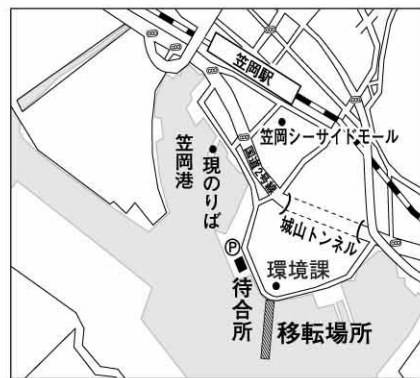 笠岡駅
笠岡シーサイドモール
国道2号線
笠岡港
現のりば
城山トンネル
P
待合所
環境課
移転場所